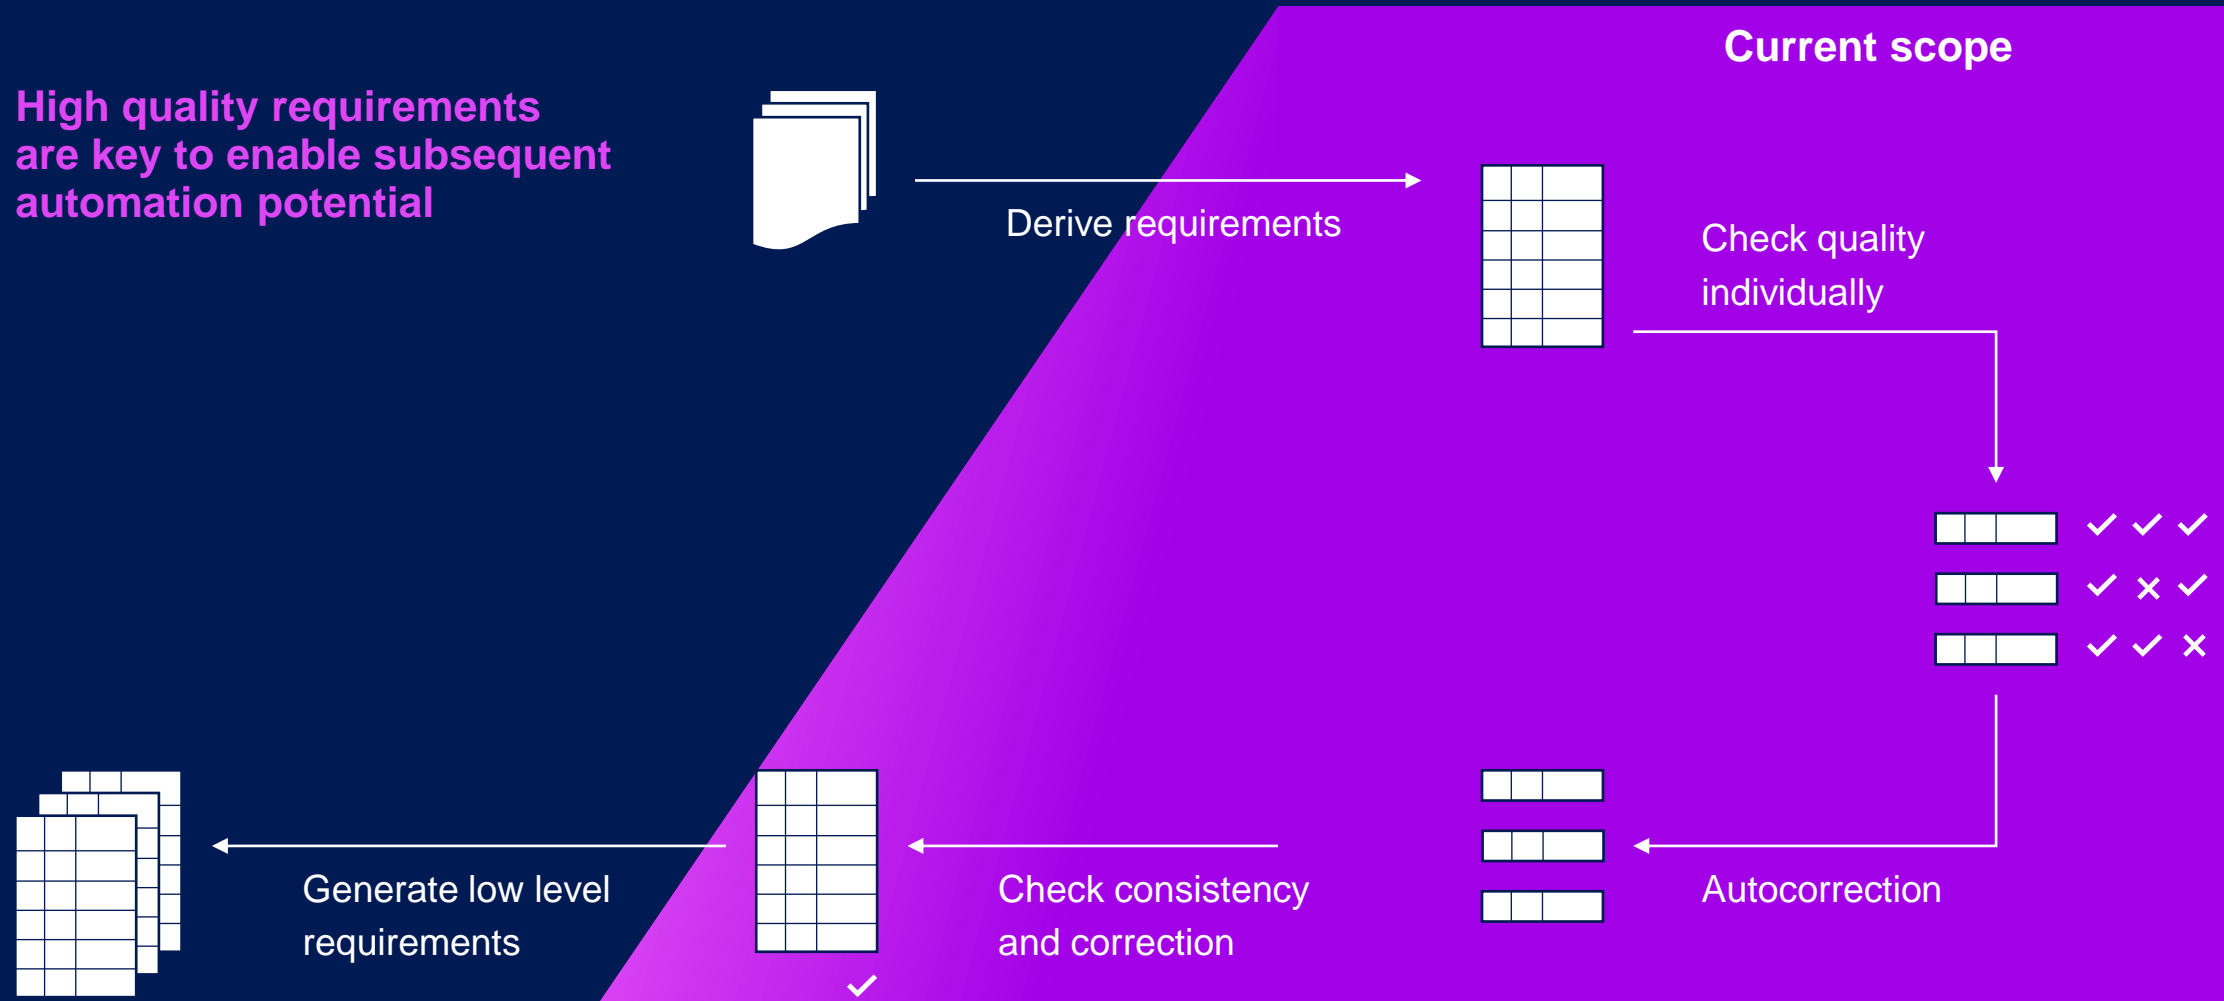 Current scope
High quality requirements
are key to enable subsequent
automation potential
Derive requirements
Check quality
individually
Autocorrection
Check consistency
and correction
Generate low level
requirements